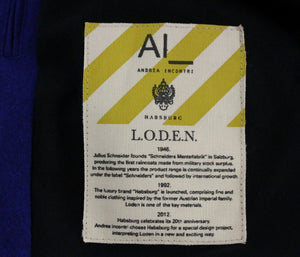 AI_
ANDREA INCONTRI
HABSBURG
L.O.D.E.N.
1946.
Julius Schneider founds "Schneiders Mantelfabrik" in Salzburg,
producing the first raincoats made from military stock surplus.
In the following years the product range is continually expanded
under the label "Schneiders" and followed by international growth.
1992.
The luxury brand "Habsburg" is launched, comprising fine and
noble clothing inspired by the former Austrian imperial family.
Loden is one of the key materials.
2012.
Habsburg celebrates its 20th anniversary.
Andrea Incontri chooses Habsburg for a special design project,
interpreting Loden in a new and exciting way.